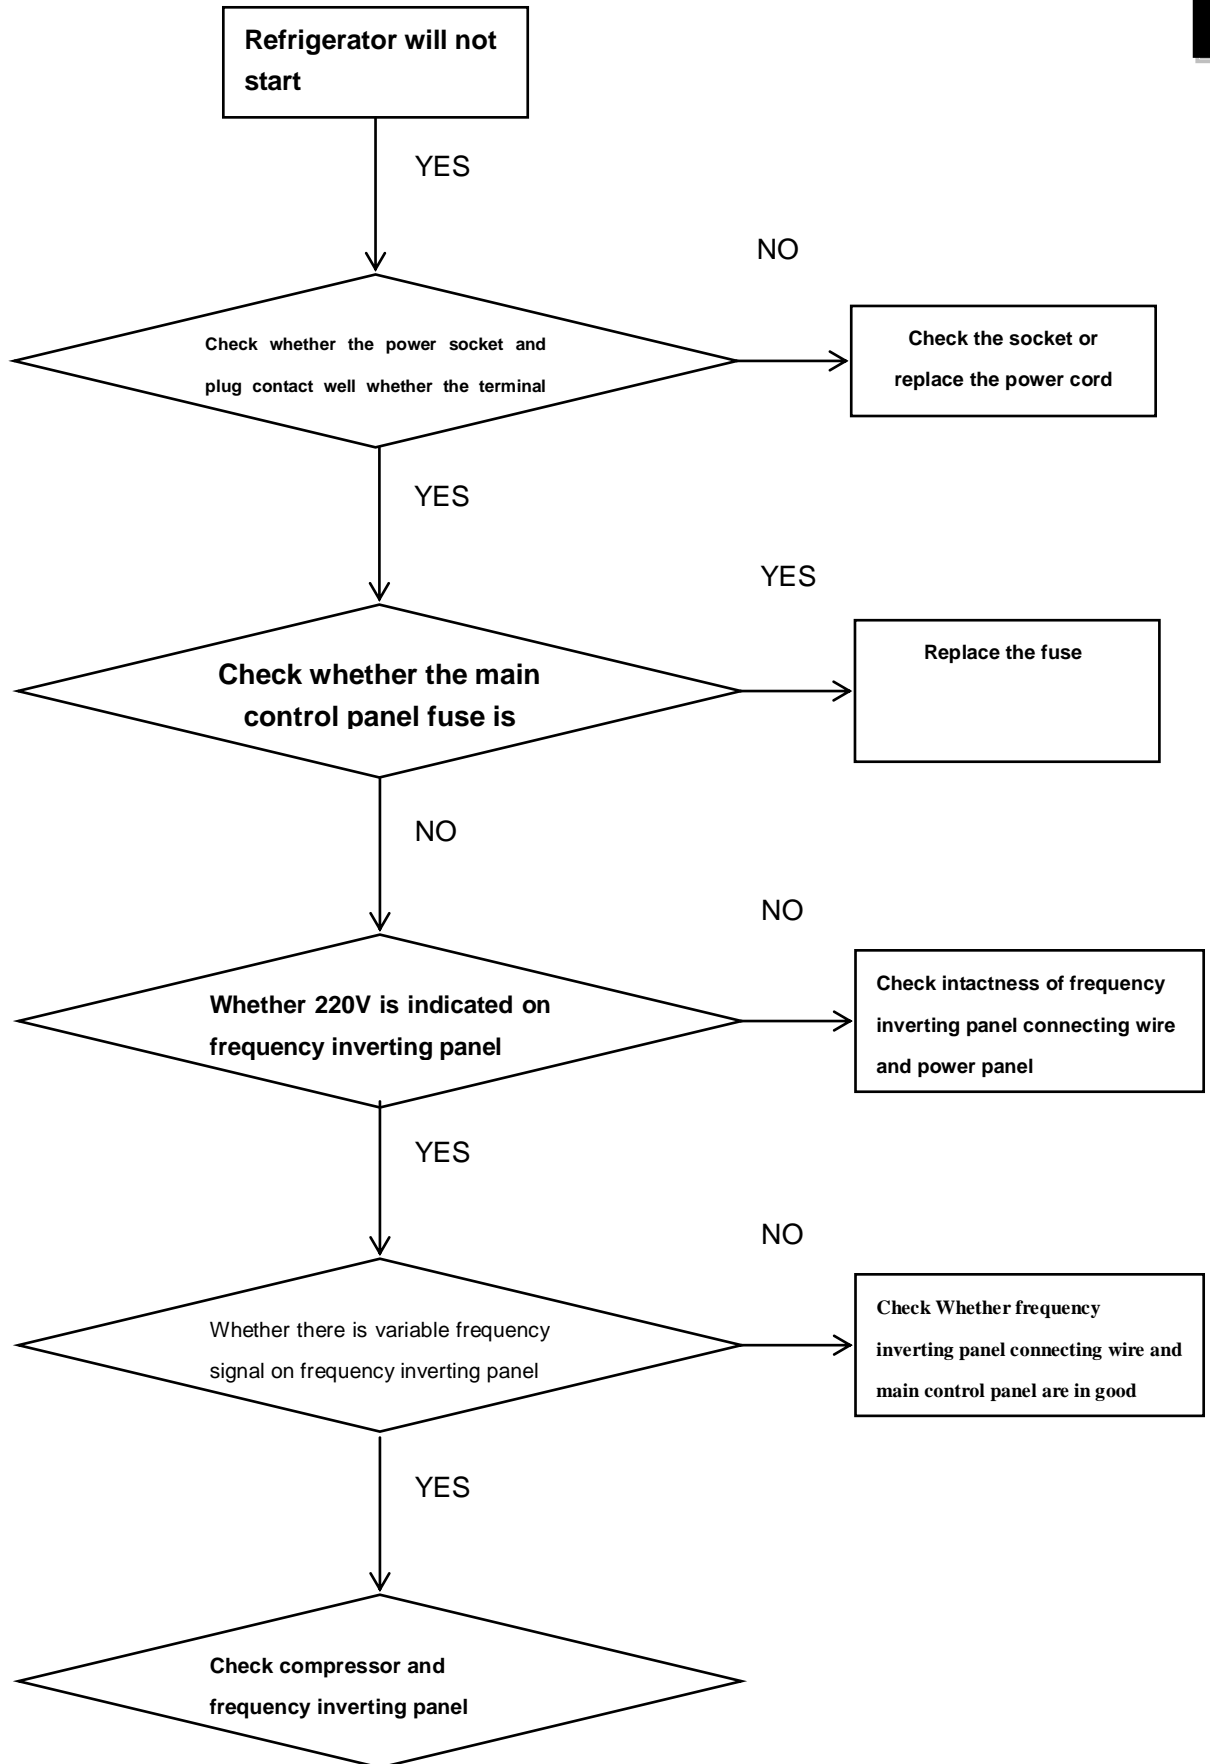 Refrigerator will not
start
YES
NO
Check whether the power socket and
plug contact well whether the terminal
Check the socket or
replace the power cord
YES
YES
Check whether the main
control panel fuse is
Replace the fuse
NO
NO
Whether 220V is indicated on
frequency inverting panel
Check intactness of frequency
inverting panel connecting wire
and power panel
YES
NO
Whether there is variable frequency
signal on frequency inverting panel
Check Whether frequency
inverting panel connecting wire and
main control panel are in good
YES
Check compressor and
frequency inverting panel